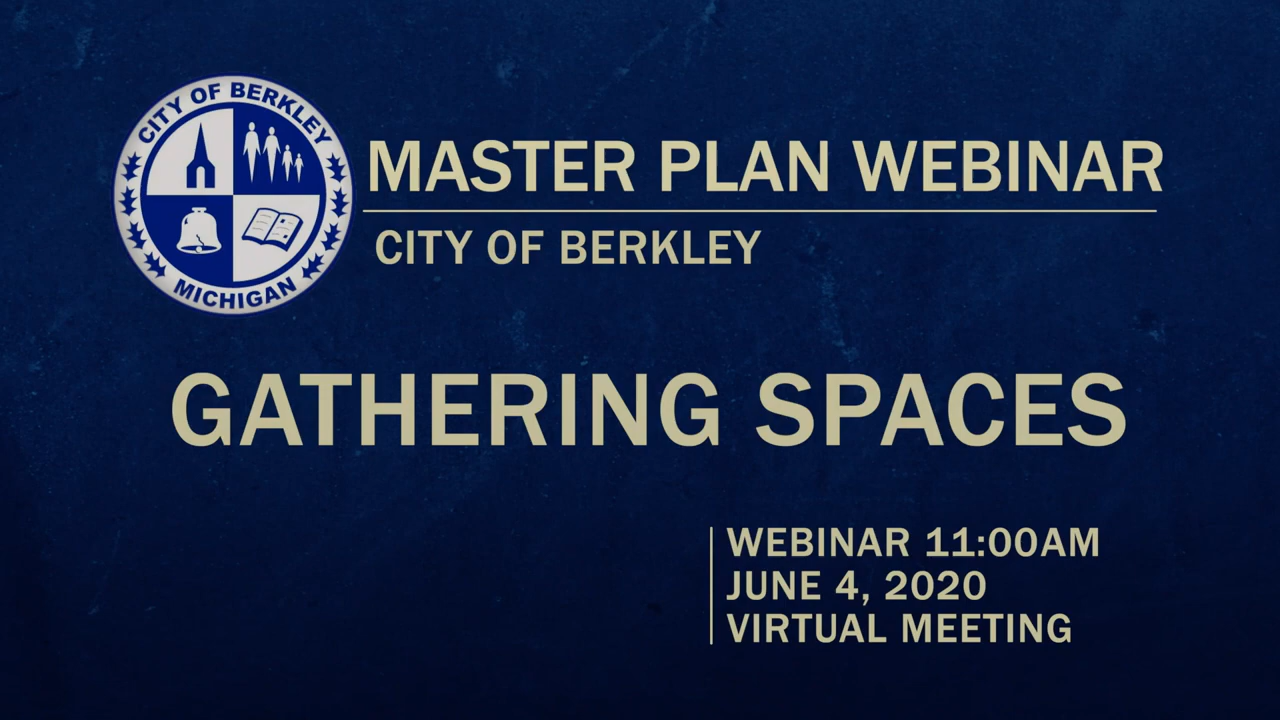 CITY OF BERKLEY
MICHIGAN
MASTER PLAN WEBINAR
CITY OF BERKLEY
GATHERING SPACES
WEBINAR 11:00AM
JUNE 4, 2020
VIRTUAL MEETING